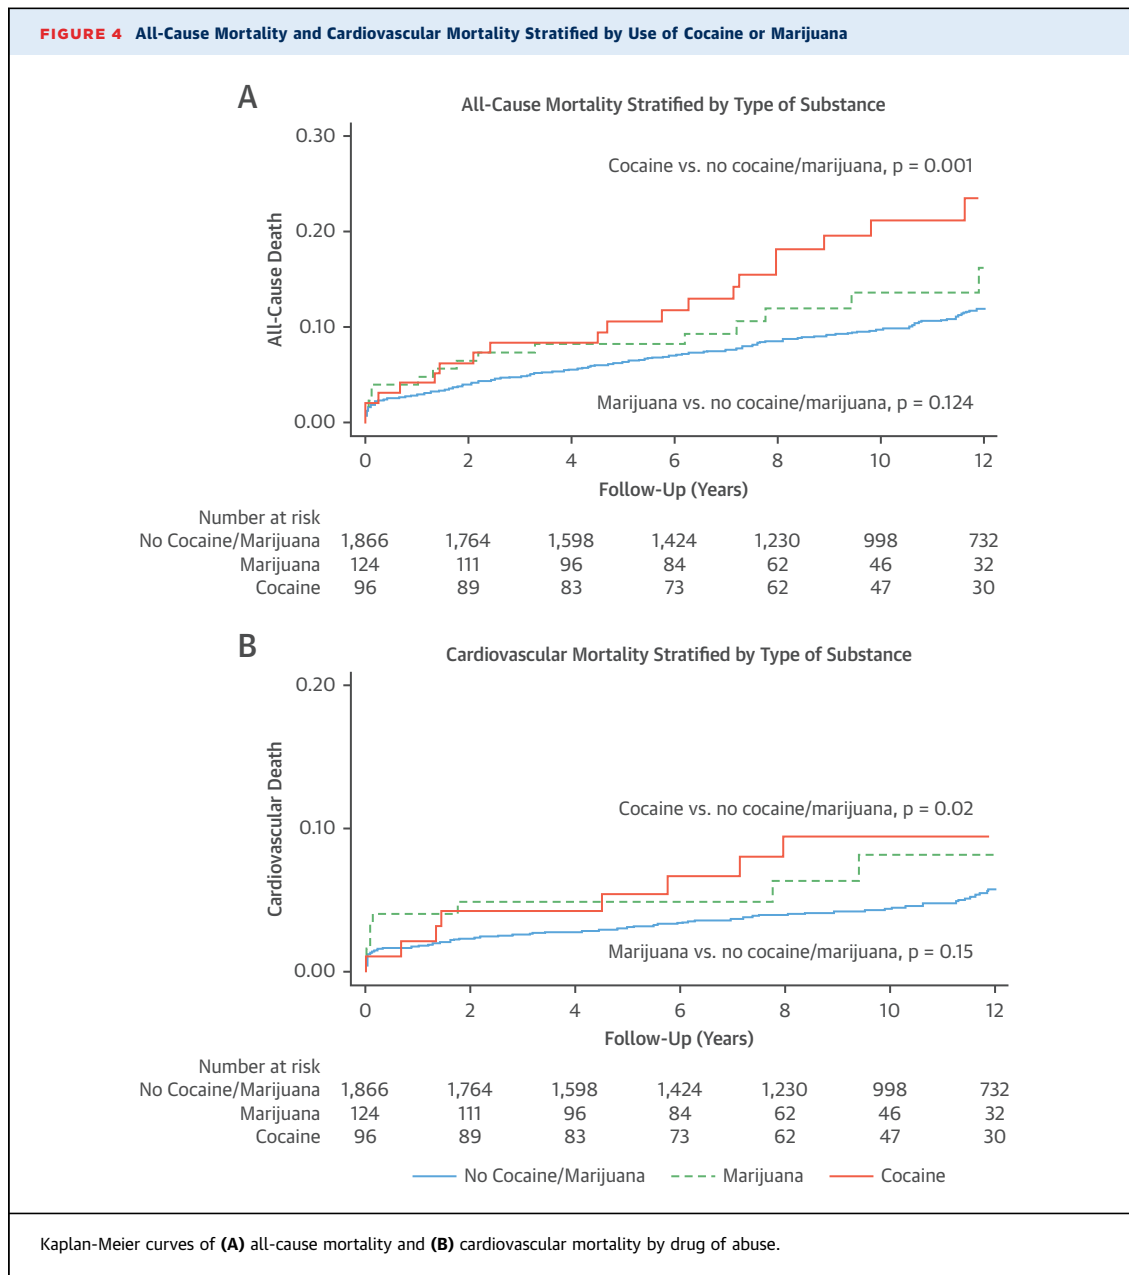 FIGURE 4 All-Cause Mortality and Cardiovascular Mortality Stratified by Use of Cocaine or Marijuana
A
All-Cause Mortality Stratified by Type of Substance
0.30
0.20
0.10
0.00
All-Cause Death
Cocaine vs. no cocaine/marijuana, p = 0.001
Marijuana vs. no cocaine/marijuana, p = 0.124
0 2 4 6 8 10 12
Follow-Up (Years)
Number at risk
No Cocaine/Marijuana 1,866 1,764 1,598 1,424 1,230 998 732
Marijuana 124 111 96 84 62 46 32
Cocaine 96 89 83 73 62 47 30
B
Cardiovascular Mortality Stratified by Type of Substance
0.20
0.10
0.00
Cardiovascular Death
Cocaine vs. no cocaine/marijuana, p = 0.02
Marijuana vs. no cocaine/marijuana, p = 0.15
0 2 4 6 8 10 12
Follow-Up (Years)
Number at risk
No Cocaine/Marijuana 1,866 1,764 1,598 1,424 1,230 998 732
Marijuana 124 111 96 84 62 46 32
Cocaine 96 89 83 73 62 47 30
No Cocaine/Marijuana Marijuana Cocaine
Kaplan-Meier curves of (A) all-cause mortality and (B) cardiovascular mortality by drug of abuse.